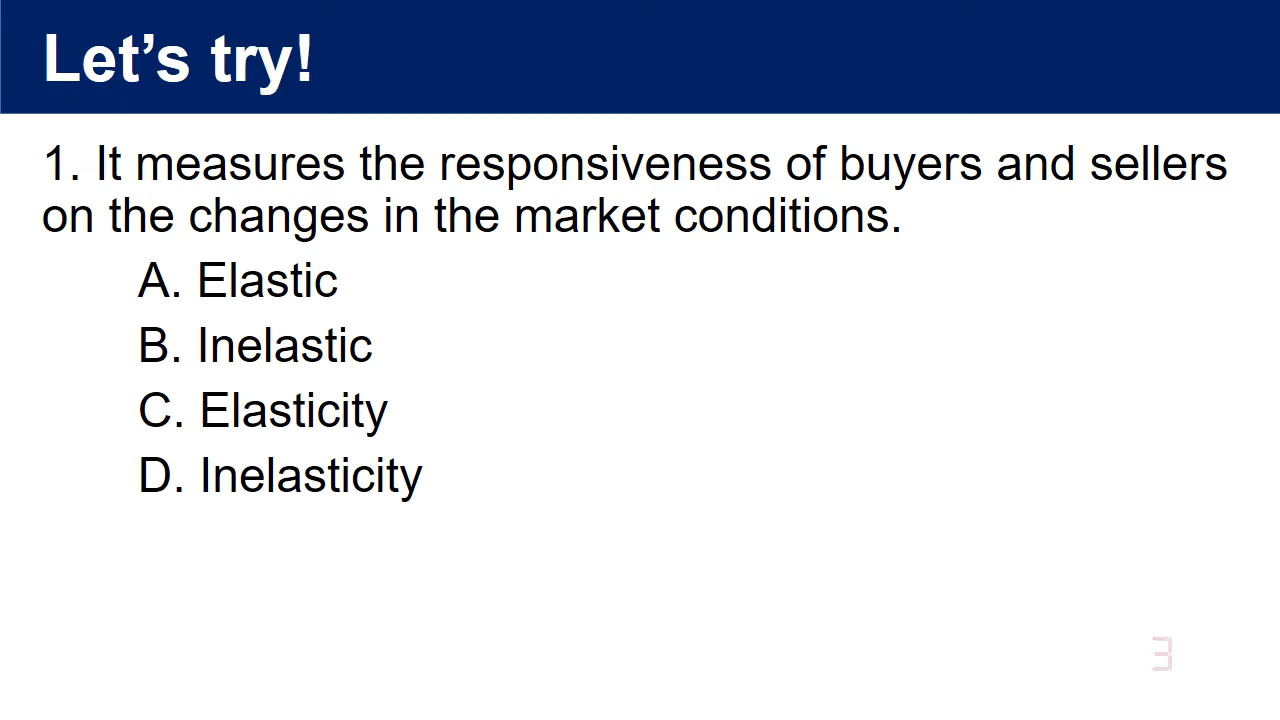 Let’s try!
1. It measures the responsiveness of buyers and sellers
on the changes in the market conditions.
A. Elastic
B. Inelastic
C. Elasticity
D. Inelasticity
3